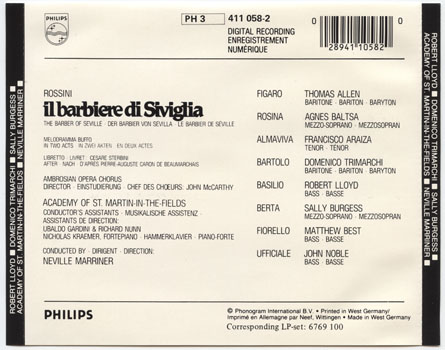 PHILIPS
PH 3
411 058-2
DIGITAL RECORDING
ENREGISTREMENT
NUMÉRIQUE
0
28941 10582
0
ROSSINI
il barbiere di Siviglia
THE BARBER OF SEVILLE · DER BARBIER VON SEVILLA · LE BARBIER DE SÉVILLE
MELODRAMMA BUFFO
IN TWO ACTS · IN ZWEI AKTEN · EN DEUX ACTES
LIBRETTO · LIVRET · CESARE STERBINI
AFTER · NACH · D'APRÈS PIERRE-AUGUSTE CARON DE BEAUMARCHAIS
AMBROSIAN OPERA CHORUS
DIRECTOR · EINSTUDIERUNG · CHEF DES CHŒURS: JOHN McCARTHY
ACADEMY OF ST. MARTIN-IN-THE-FIELDS
CONDUCTOR'S ASSISTANTS · MUSIKALISCHE ASSISTENZ ·
ASSISTANTS DE DIRECTION:
UBALDO GARDINI & RICHARD NUNN
NICHOLAS KRAEMER, FORTEPIANO · HAMMERKLAVIER · PIANO-FORTE
CONDUCTED BY · DIRIGENT · DIRECTION:
NEVILLE MARRINER
FIGARO THOMAS ALLEN
BARITONE · BARITON · BARYTON
ROSINA AGNES BALTSA
MEZZO-SOPRANO · MEZZOSOPRAN
ALMAVIVA FRANCISCO ARAIZA
TENOR · TÉNOR
BARTOLO DOMENICO TRIMARCHI
BARITONE · BARITON · BARYTON
BASILIO ROBERT LLOYD
BASS · BASSE
BERTA SALLY BURGESS
MEZZO-SOPRANO · MEZZOSOPRAN
FIORELLO MATTHEW BEST
BASS · BASSE
UFFICIALE JOHN NOBLE
BASS · BASSE
PHILIPS
© Phonogram International B.V. • Printed in West Germany/
Imprimé en Allemagne par Neef, Wittingen • Made in West Germany
Corresponding LP-set: 6769 100
ROBERT LLOYD ■ DOMENICO TRIMARCHI ■ SALLY BURGESS ■
ACADEMY OF ST. MARTIN-IN-THE-FIELDS ■ NEVILLE MARRINER
ROBERT LLOYD ■ DOMENICO TRIMARCHI ■ SALLY BURGESS ■
ACADEMY OF ST. MARTIN-IN-THE-FIELDS ■ NEVILLE MARRINER